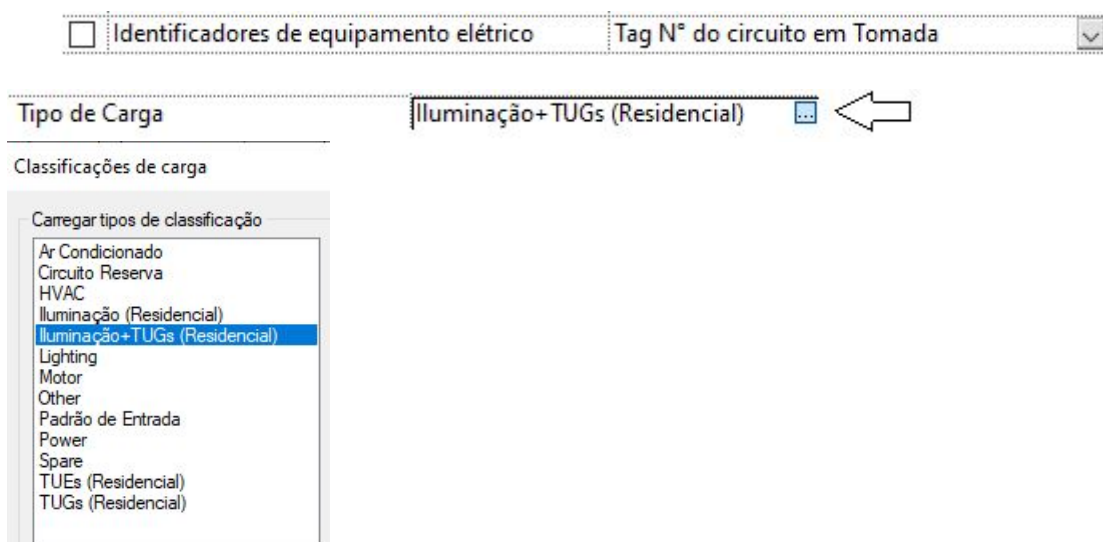 Identificadores de equipamento elétrico Tag N° do circuito em Tomada
Tipo de Carga Iluminação+TUGs (Residencial) ...
Classificações de carga
Carregar tipos de classificação
Ar Condicionado
Circuito Reserva
HVAC
Iluminação (Residencial)
Iluminação+TUGs (Residencial)
Lighting
Motor
Other
Padrão de Entrada
Power
Spare
TUEs (Residencial)
TUGs (Residencial)